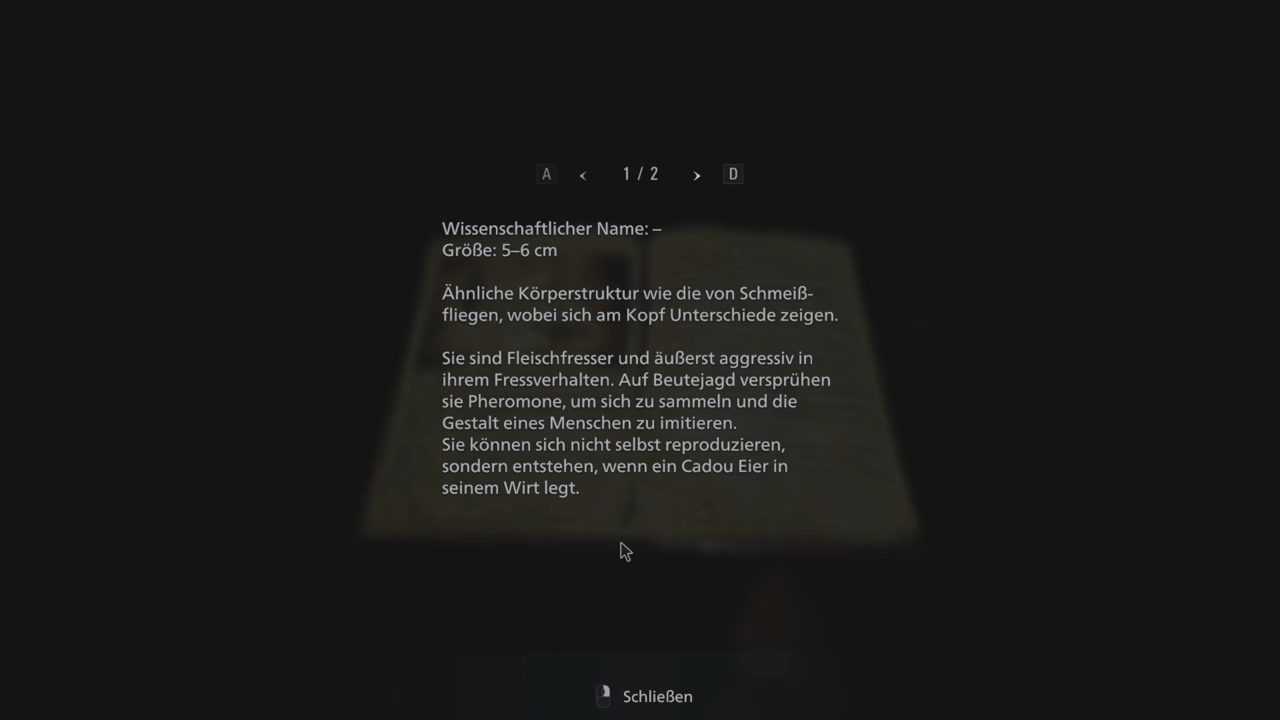 A < 1 / 2 > D
Wissenschaftlicher Name: –
Größe: 5–6 cm
Ähnliche Körperstruktur wie die von Schmeiß-
fliegen, wobei sich am Kopf Unterschiede zeigen.
Sie sind Fleischfresser und äußerst aggressiv in
ihrem Fressverhalten. Auf Beutejagd versprühen
sie Pheromone, um sich zu sammeln und die
Gestalt eines Menschen zu imitieren.
Sie können sich nicht selbst reproduzieren,
sondern entstehen, wenn ein Cadou Eier in
seinem Wirt legt.
Schließen